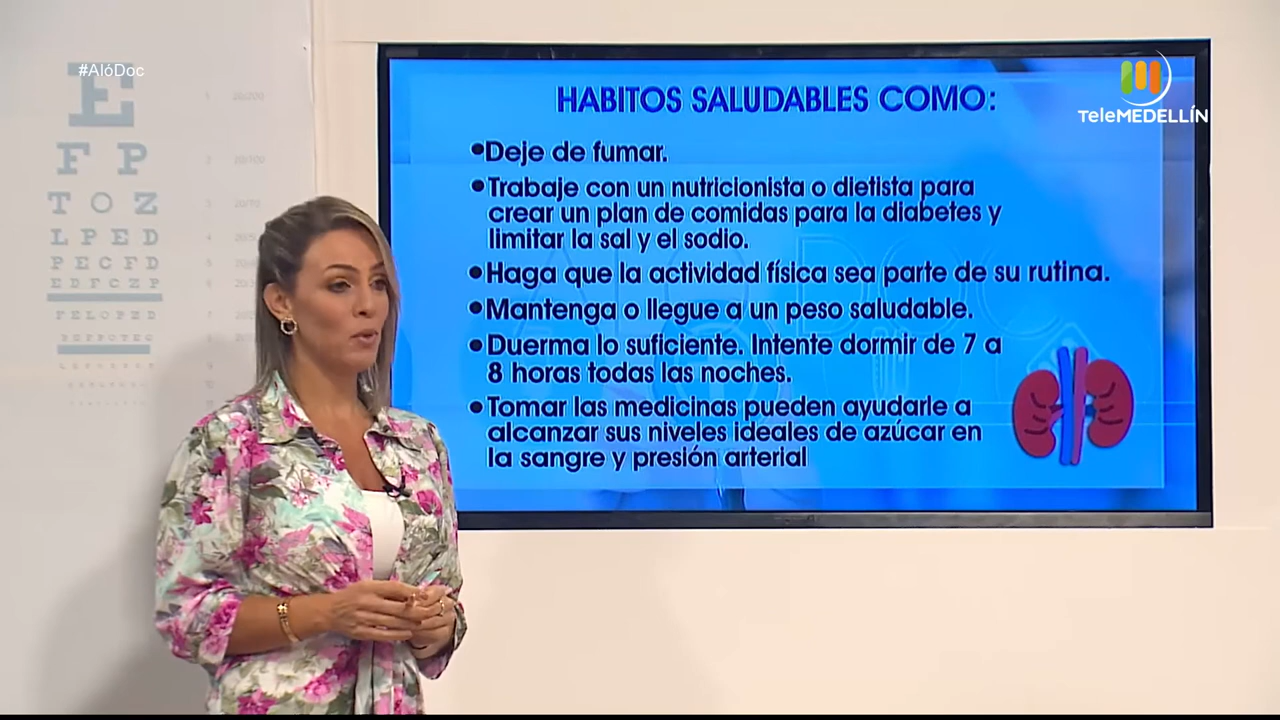 #AlóDoc
TeleMEDELLÍN
HABITOS SALUDABLES COMO:
•Deje de fumar.
•Trabaje con un nutricionista o dietista para
crear un plan de comidas para la diabetes y
limitar la sal y el sodio.
•Haga que la actividad física sea parte de su rutina.
•Mantenga o llegue a un peso saludable.
•Duerma lo suficiente. Intente dormir de 7 a
8 horas todas las noches.
•Tomar las medicinas pueden ayudarle a
alcanzar sus niveles ideales de azúcar en
la sangre y presión arterial
E
F P
T O Z
L P E D
P E C F D
E D F C Z P
F E L O P Z D